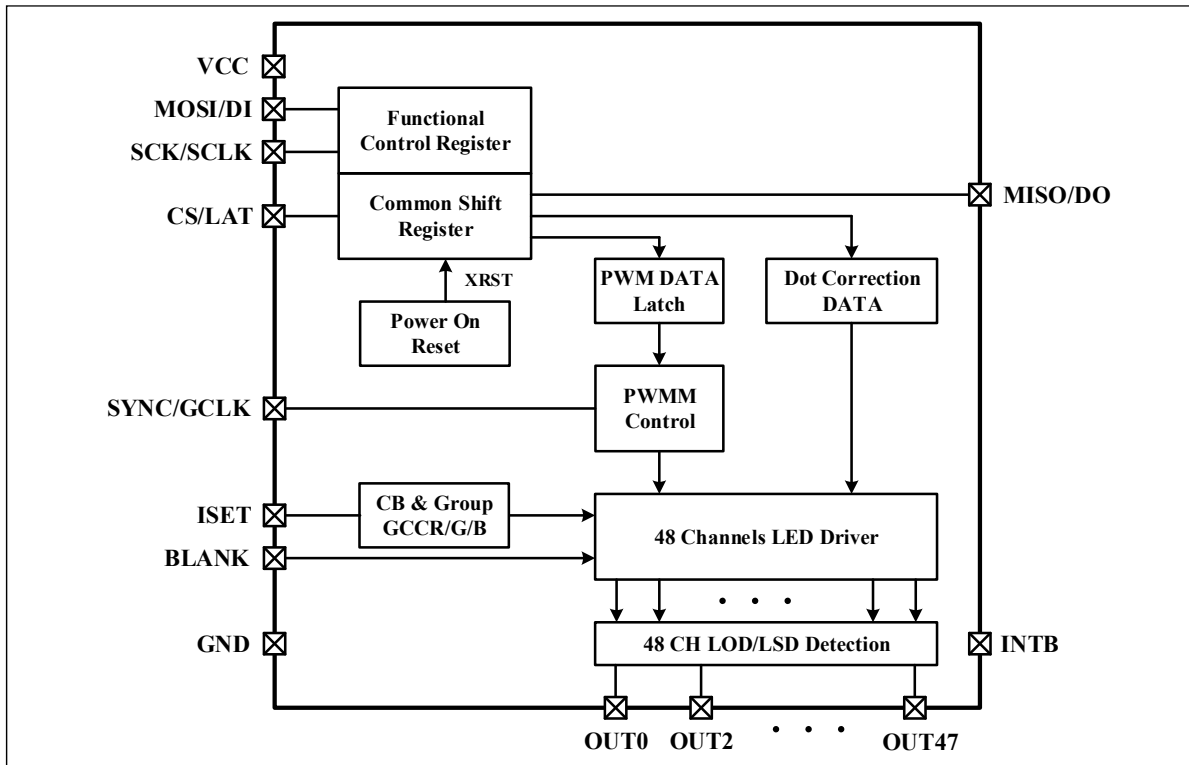 VCC
MOSI/DI
Functional
Control Register
SCK/SCLK
MISO/DO
CS/LAT
Common Shift
Register
XRST
PWM DATA
Latch
Dot Correction
DATA
Power On
Reset
SYNC/GCLK
PWMM
Control
ISET
CB & Group
GCCR/G/B
48 Channels LED Driver
BLANK
• • •
GND
48 CH LOD/LSD Detection
INTB
OUT0 OUT2 • • • OUT47